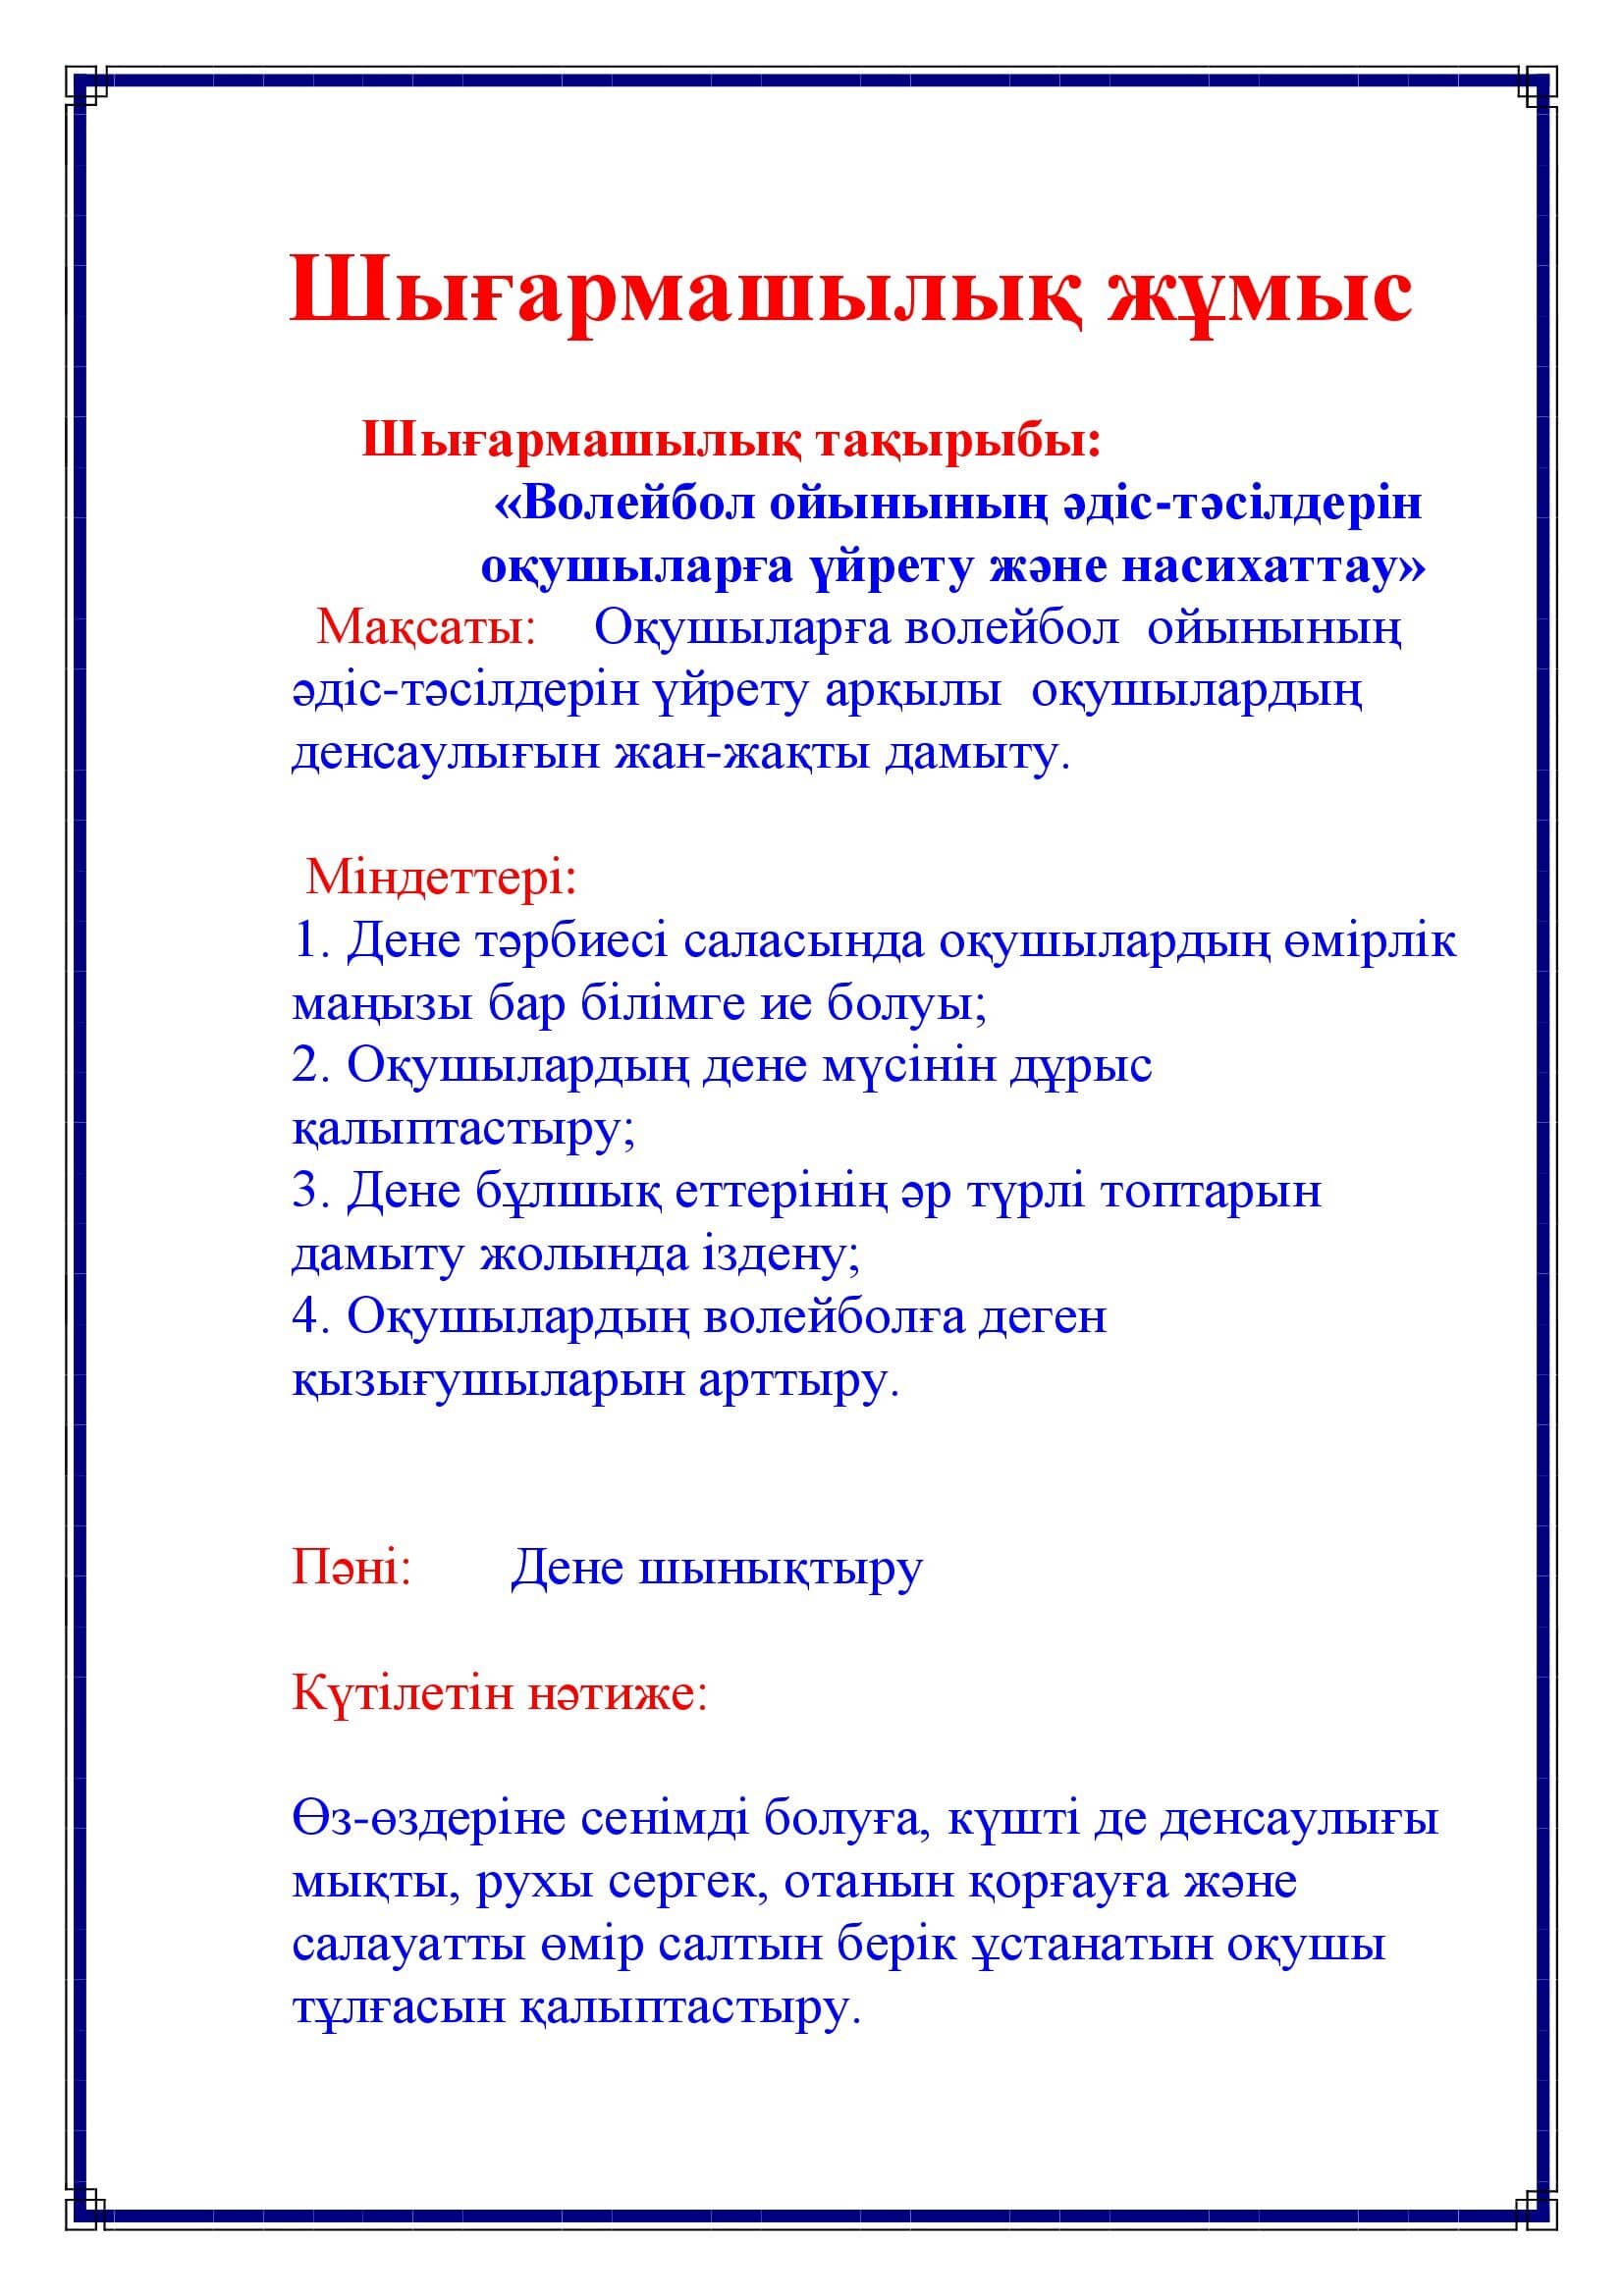 Шығармашылық жұмыс
Шығармашылық тақырыбы:
«Волейбол ойынының әдіс-тәсілдерін
оқушыларға үйрету және насихаттау»
Мақсаты: Оқушыларға волейбол ойынының
әдіс-тәсілдерін үйрету арқылы оқушылардың
денсаулығын жан-жақты дамыту.
Міндеттері:
1. Дене тәрбиесі саласында оқушылардың өмірлік
маңызы бар білімге ие болуы;
2. Оқушылардың дене мүсінін дұрыс
қалыптастыру;
3. Дене бұлшық еттерінің әр түрлі топтарын
дамыту жолында іздену;
4. Оқушылардың волейболға деген
қызығушыларын арттыру.
Пәні: Дене шынықтыру
Күтілетін нәтиже:
Өз-өздеріне сенімді болуға, күшті де денсаулығы
мықты, рухы сергек, отанын қорғауға және
салауатты өмір салтын берік ұстанатын оқушы
тұлғасын қалыптастыру.